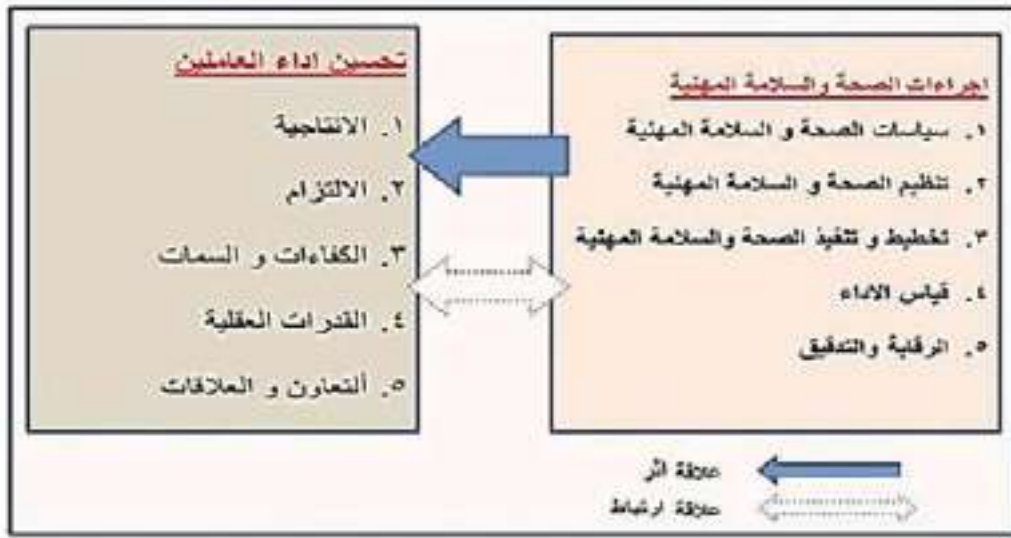 اجراءات الصحة والسلامة المهنية
١. سياسات الصحة و السلامة المهنية
٢. تنظيم الصحة و السلامة المهنية
٣. تخطيط و تنفيذ الصحة والسلامة المهنية
٤. قياس الاداء
٥. الرقابة والتدقيق
تحسين اداء العاملين
١. الانتاجية
٢. الالتزام
٣. الكفاءات و السمات
٤. القدرات العقلية
٥. ألتعاون و العلاقات
علاقة اثر
علاقة ارتباط